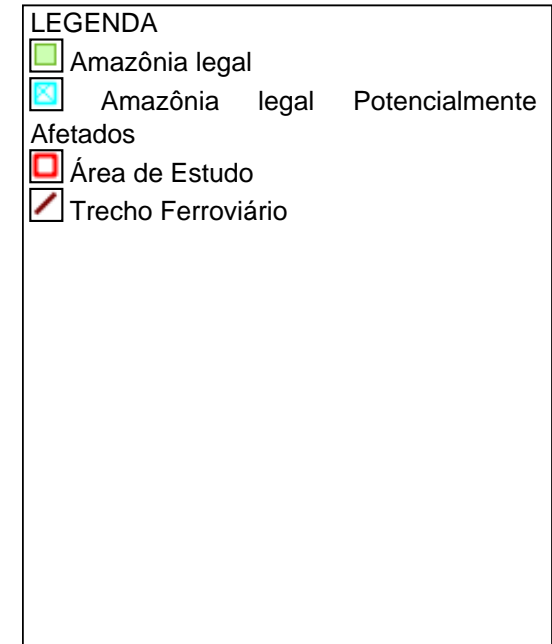 LEGENDA
Amazônia legal
Amazônia legal Potencialmente
Afetados
Área de Estudo
Trecho Ferroviário